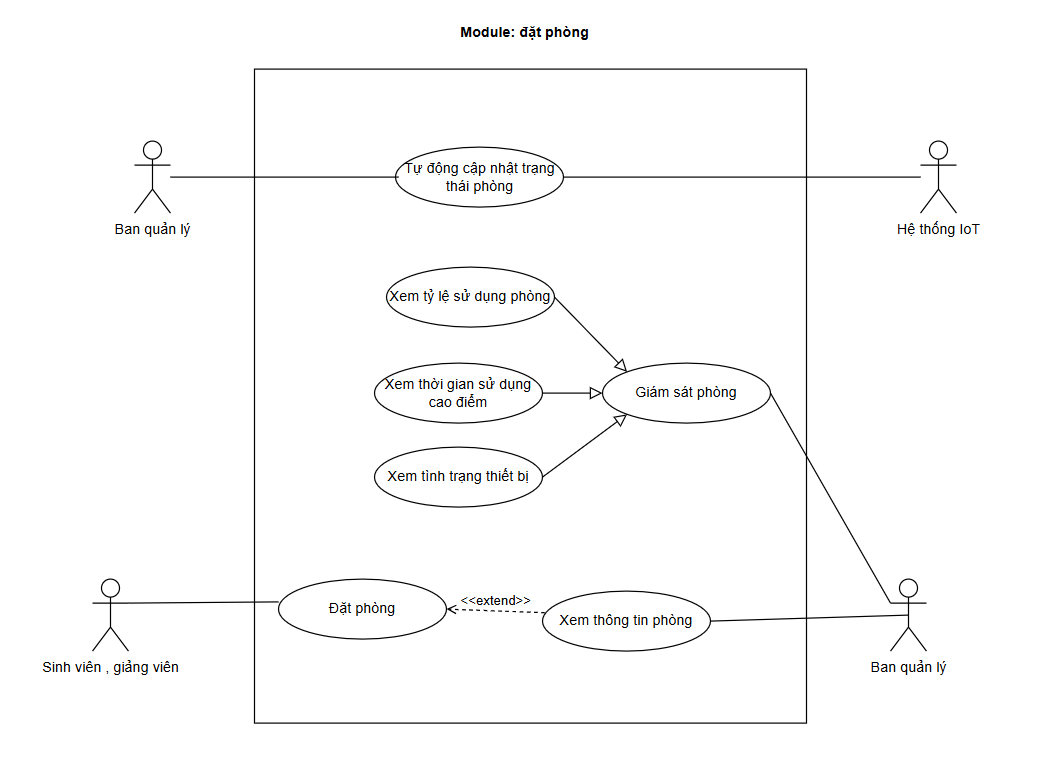 Module: đặt phòng
Tự động cập nhật trạng
thái phòng
Ban quản lý
Hệ thống IoT
Xem tỷ lệ sử dụng phòng
Xem thời gian sử dụng
cao điểm
Giám sát phòng
Xem tình trạng thiết bị
<<extend>>
Đặt phòng
Xem thông tin phòng
Sinh viên , giảng viên
Ban quản lý